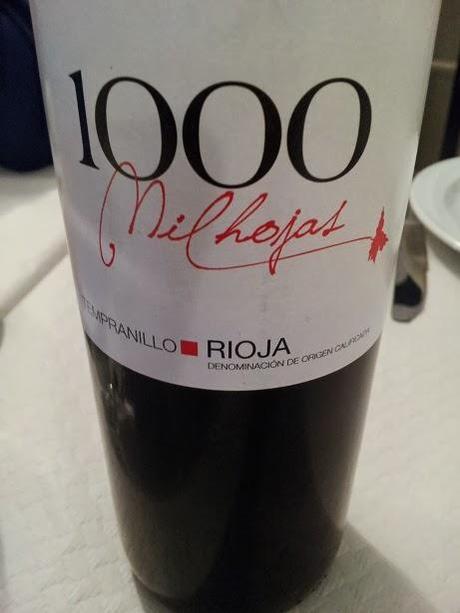 1000
Milhojas
TEMPRANILLO RIOJA
DENOMINACIÓN DE ORIGEN CALIFICADA